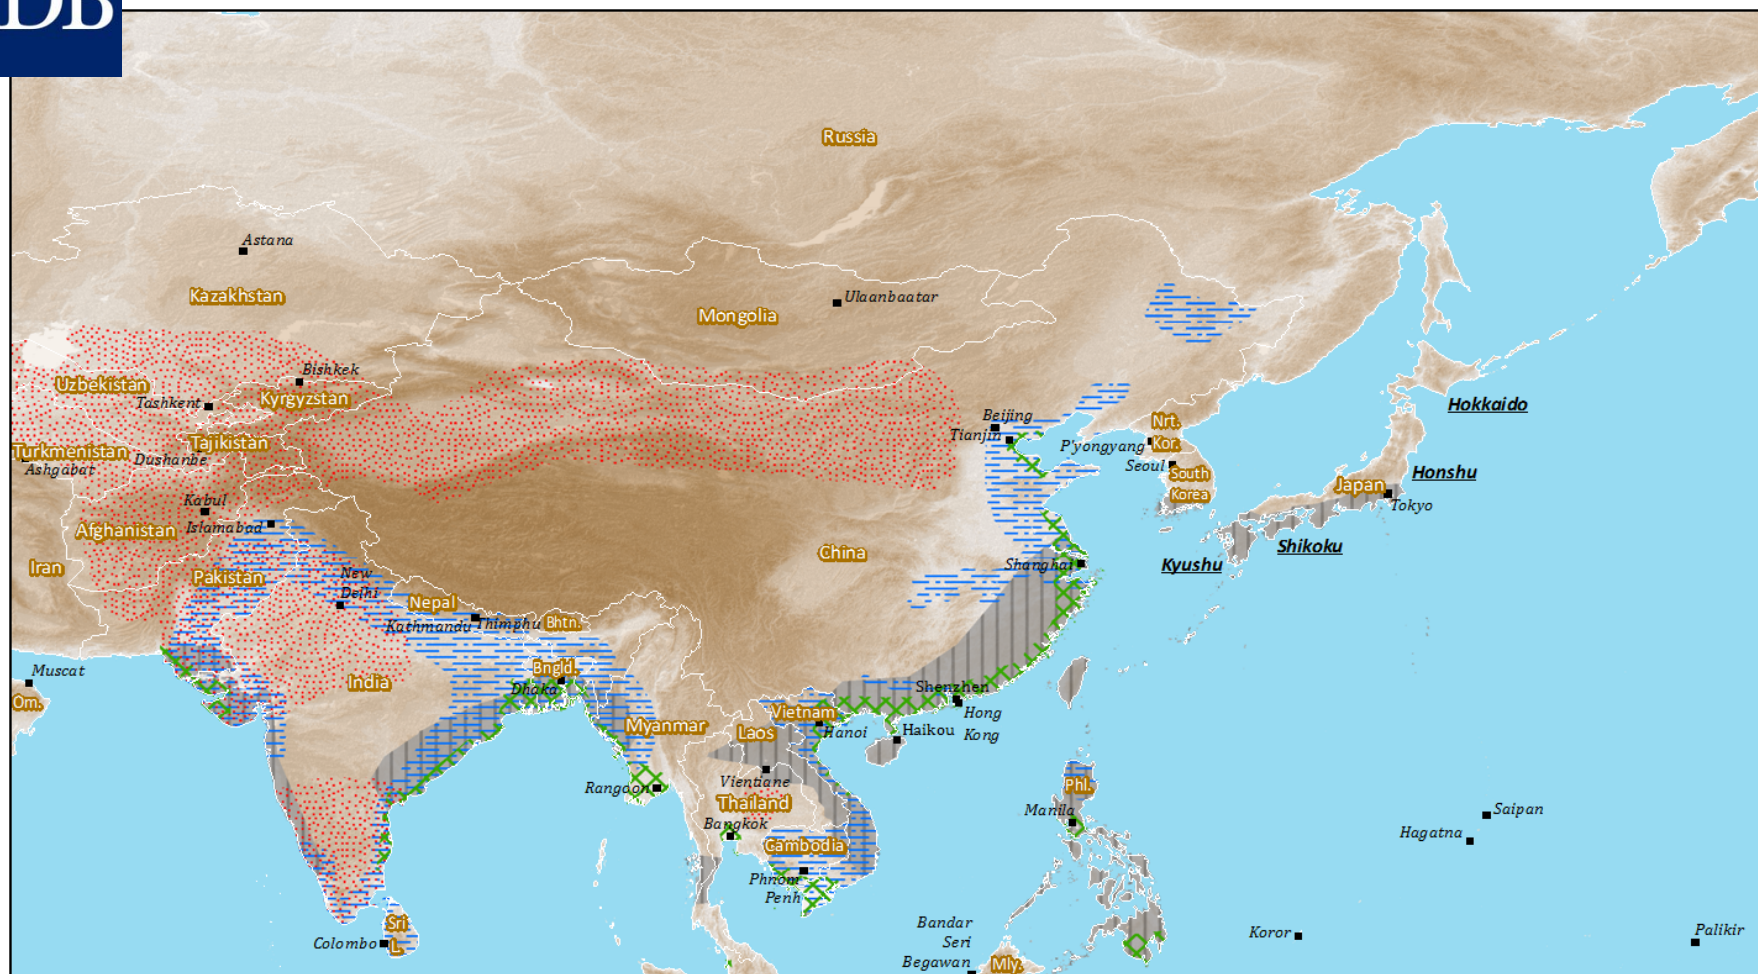 DB
Russia
Astana
Kazakhstan
Ulaanbaatar
Mongolia
Bishkek
Uzbekistan
Tashkent
Kyrgyzstan
Hokkaido
Beijing
Nrt.
Tianjin
P'yongyang
Kor.
Tajikistan
Turkmenistan
Dushanbe
Ashgabat
Seoul
South
Korea
Honshu
Japan
Tokyo
Kabul
Islamabad
Afghanistan
China
Shikoku
Iran
Pakistan
New
Delhi
Shanghai
Kyushu
Nepal
Kathmandu
Thimphu
Bhtn.
Muscat
Om.
India
Bngld.
Dhaka
Shenzhen
Hong
Kong
Myanmar
Vietnam
Laos
Hanoi
Haikou
Vientiane
Rangoon
Thailand
Bangkok
Phl.
Manila
Saipan
Hagatna
Cambodia
Phnom
Penh
Sri
L.
Colombo
Bandar
Seri
Begawan
Mly.
Koror
Palikir